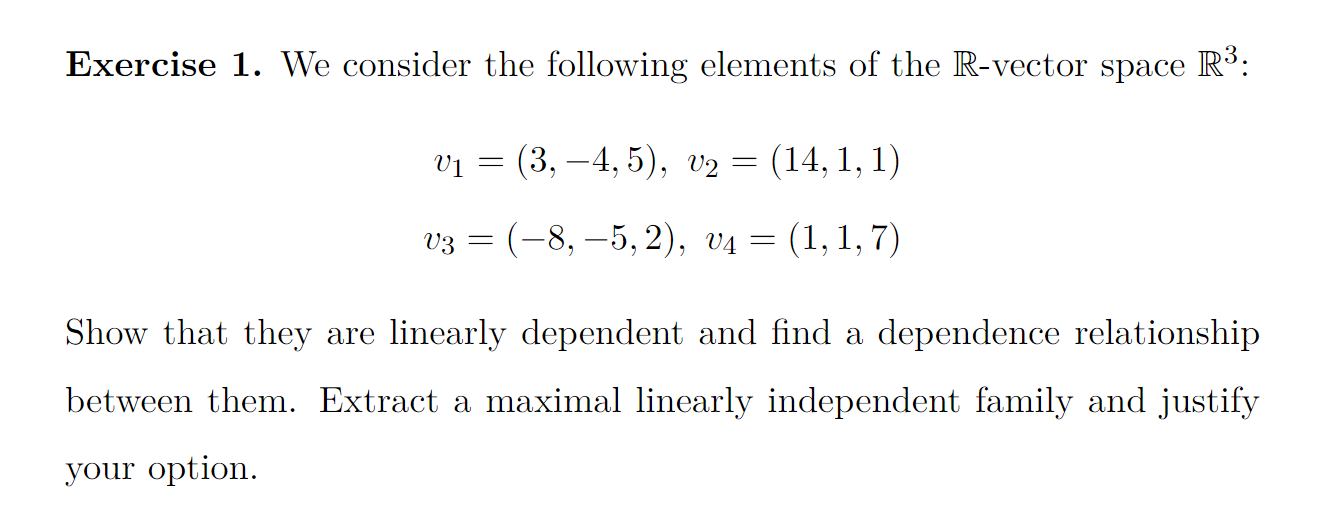 Exercise 1. We consider the following elements of the ℝ-vector space ℝ³:
v₁ = (3, −4, 5), v₂ = (14, 1, 1)
v₃ = (−8, −5, 2), v₄ = (1, 1, 7)
Show that they are linearly dependent and find a dependence relationship
between them. Extract a maximal linearly independent family and justify
your option.